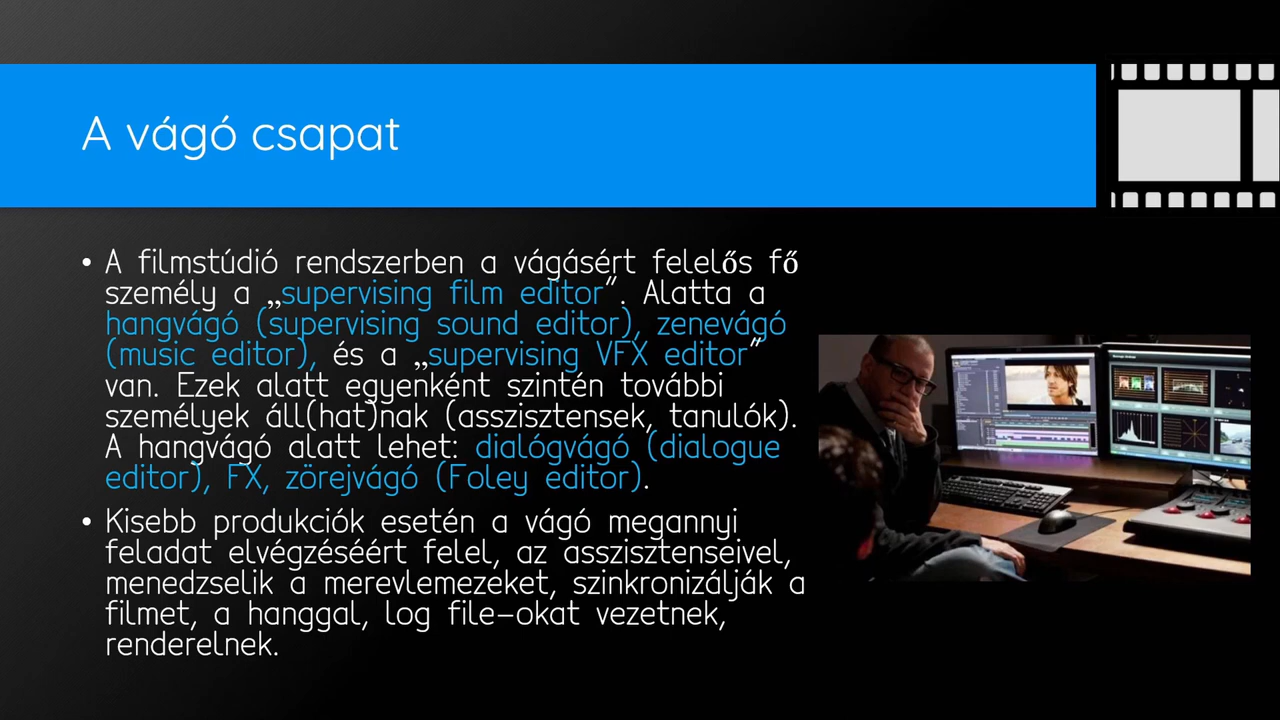 A vágó csapat
• A filmstúdió rendszerben a vágásért felelős fő
személy a „supervising film editor”. Alatta a
hangvágó (supervising sound editor), zenevágó
(music editor), és a „supervising VFX editor”
van. Ezek alatt egyenként szintén további
személyek áll(hat)nak (asszisztensek, tanulók).
A hangvágó alatt lehet: dialógvágó (dialogue
editor), FX, zörejvágó (Foley editor).
• Kisebb produkciók esetén a vágó megannyi
feladat elvégzéséért felel, az asszisztenseivel,
menedzselik a merevlemezeket, szinkronizálják a
filmet, a hanggal, log file-okat vezetnek,
renderelnek.